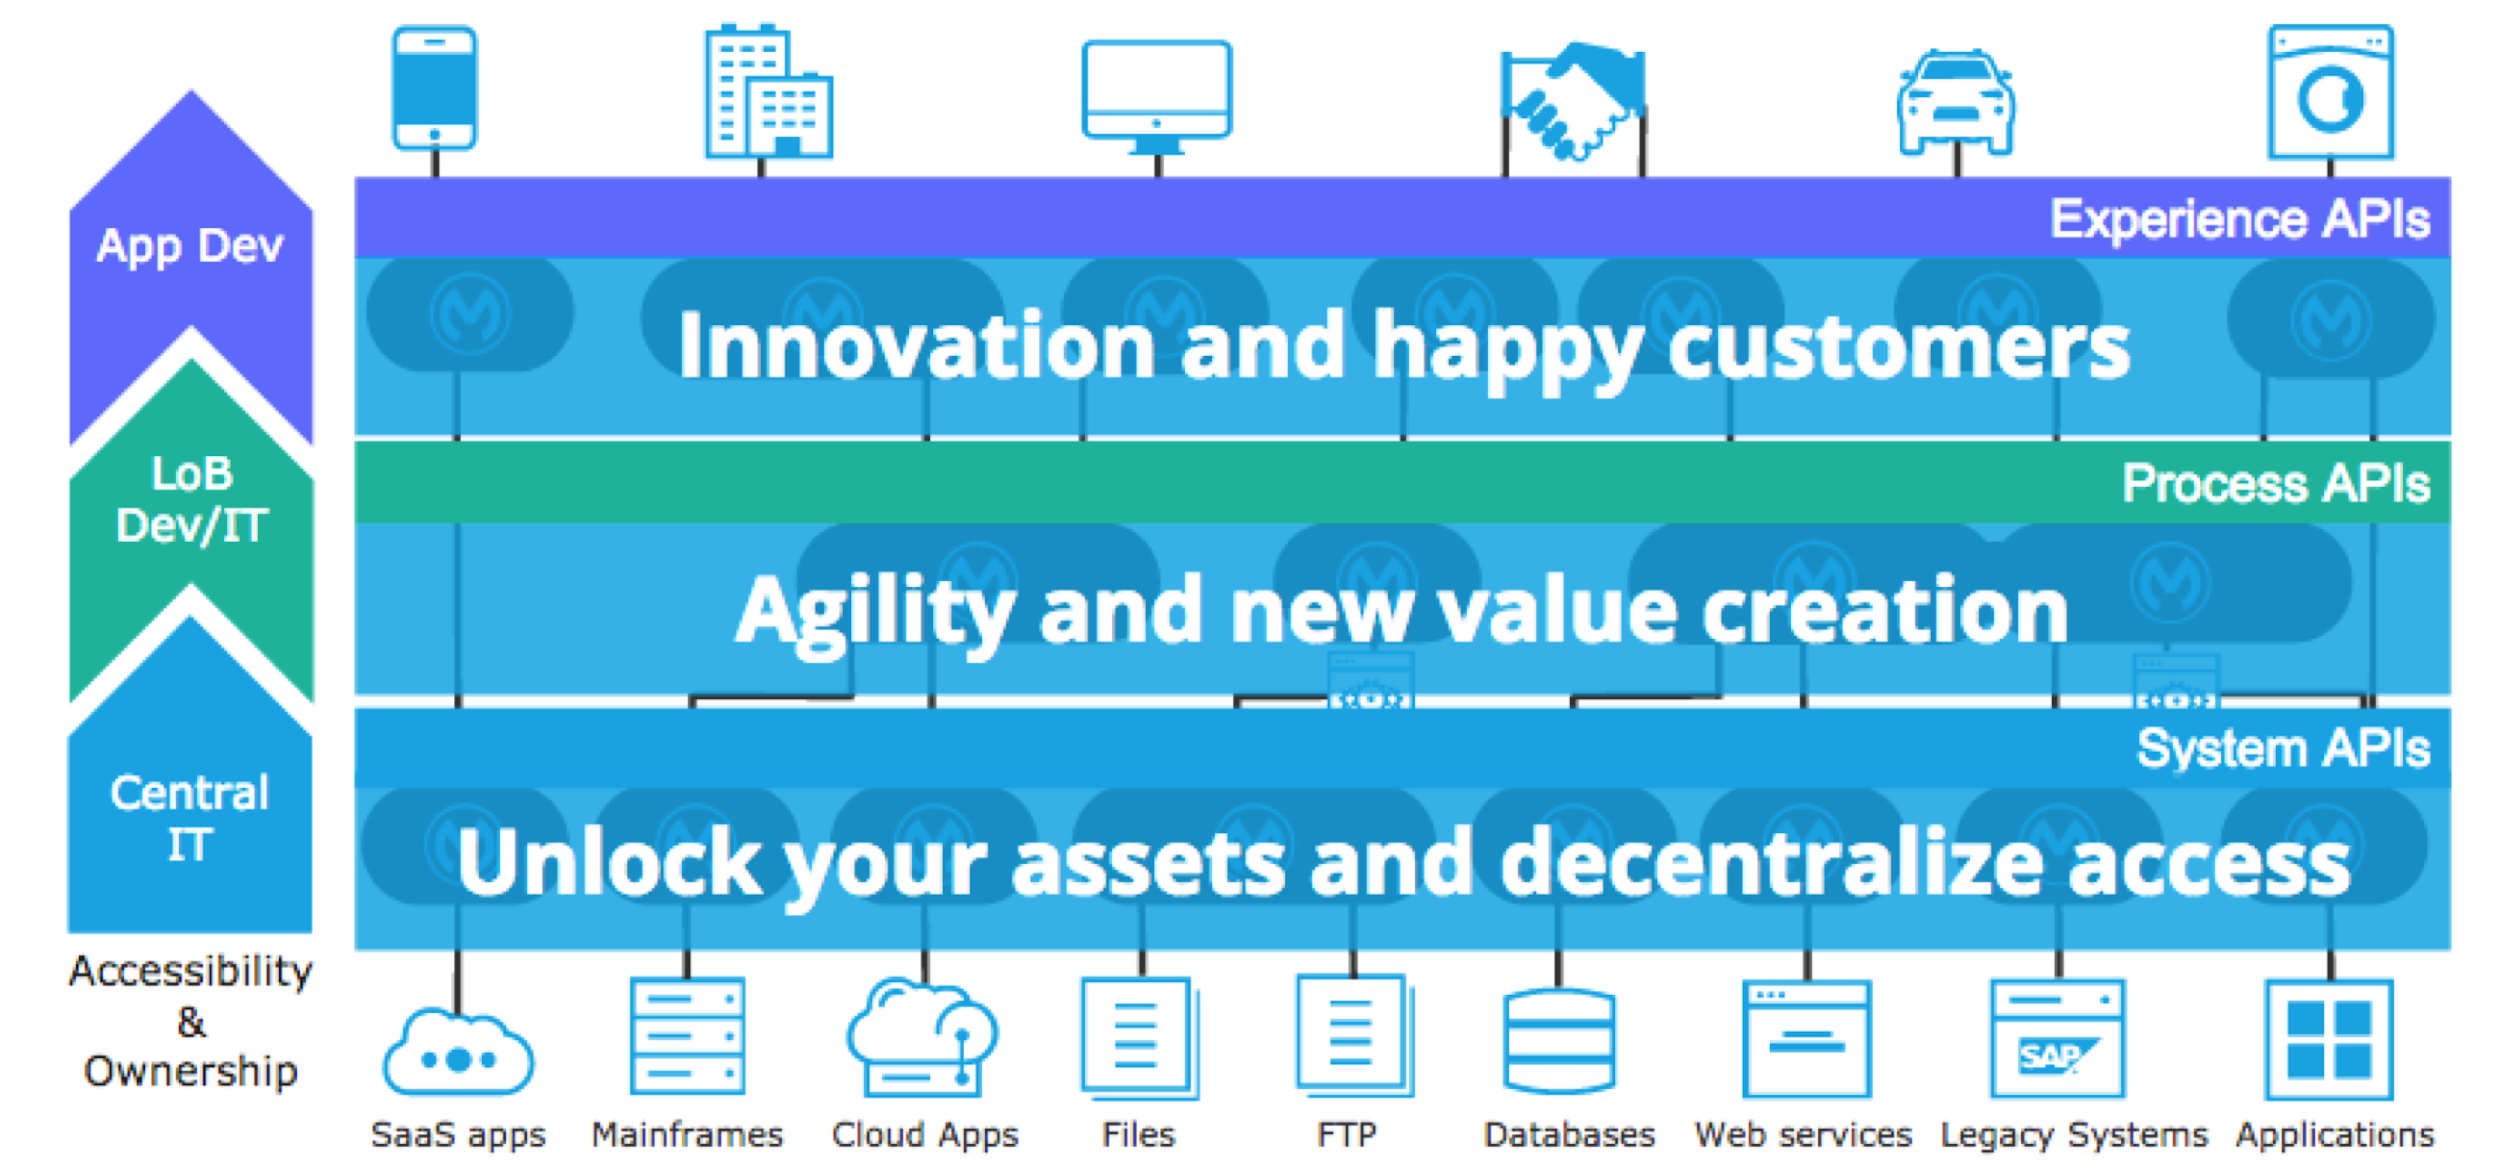 App Dev
LoB
Dev/IT
Central
IT
Accessibility
&
Ownership
Experience APIs
Innovation and happy customers
Process APIs
Agility and new value creation
System APIs
Unlock your assets and decentralize access
SAP
SaaS apps
Mainframes
Cloud Apps
Files
FTP
Databases
Web services
Legacy Systems
Applications